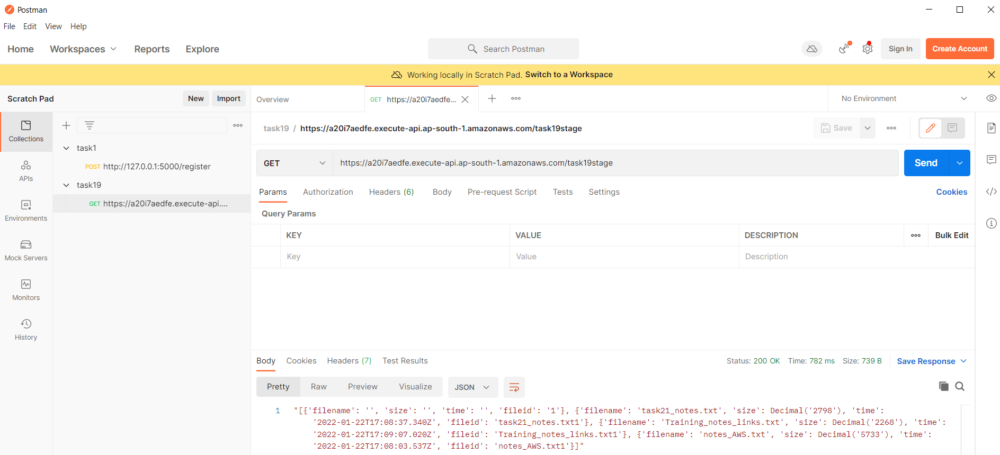 Postman
File Edit View Help
Home Workspaces Reports Explore Search Postman Sign In Create Account
Working locally in Scratch Pad. Switch to a Workspace
Scratch Pad New Import
Overview GET https://a20i7aedfe... No Environment
Collections
APIs
Environments
Mock Servers
Monitors
History
task1
POST http://127.0.0.1:5000/register
task19
GET https://a20i7aedfe.execute-api....
task19 / https://a20i7aedfe.execute-api.ap-south-1.amazonaws.com/task19stage Save
GET https://a20i7aedfe.execute-api.ap-south-1.amazonaws.com/task19stage Send
Params Authorization Headers (6) Body Pre-request Script Tests Settings Cookies
Query Params
KEY VALUE DESCRIPTION Bulk Edit
Key Value Description
Body Cookies Headers (7) Test Results Status: 200 OK Time: 782 ms Size: 739 B Save Response
Pretty Raw Preview Visualize JSON
1 "[{'filename': '', 'size': '', 'time': '', 'fileid': '1'}, {'filename': 'task21_notes.txt', 'size': Decimal('2798'), 'time':
'2022-01-22T17:08:37.340Z', 'fileid': 'task21_notes.txt1'}, {'filename': 'Training_notes_links.txt', 'size': Decimal('2268'), 'time':
'2022-01-22T17:09:07.020Z', 'fileid': 'Training_notes_links.txt1'}, {'filename': 'notes_AWS.txt', 'size': Decimal('5733'), 'time':
'2022-01-22T17:08:03.537Z', 'fileid': 'notes_AWS.txt1'}]"